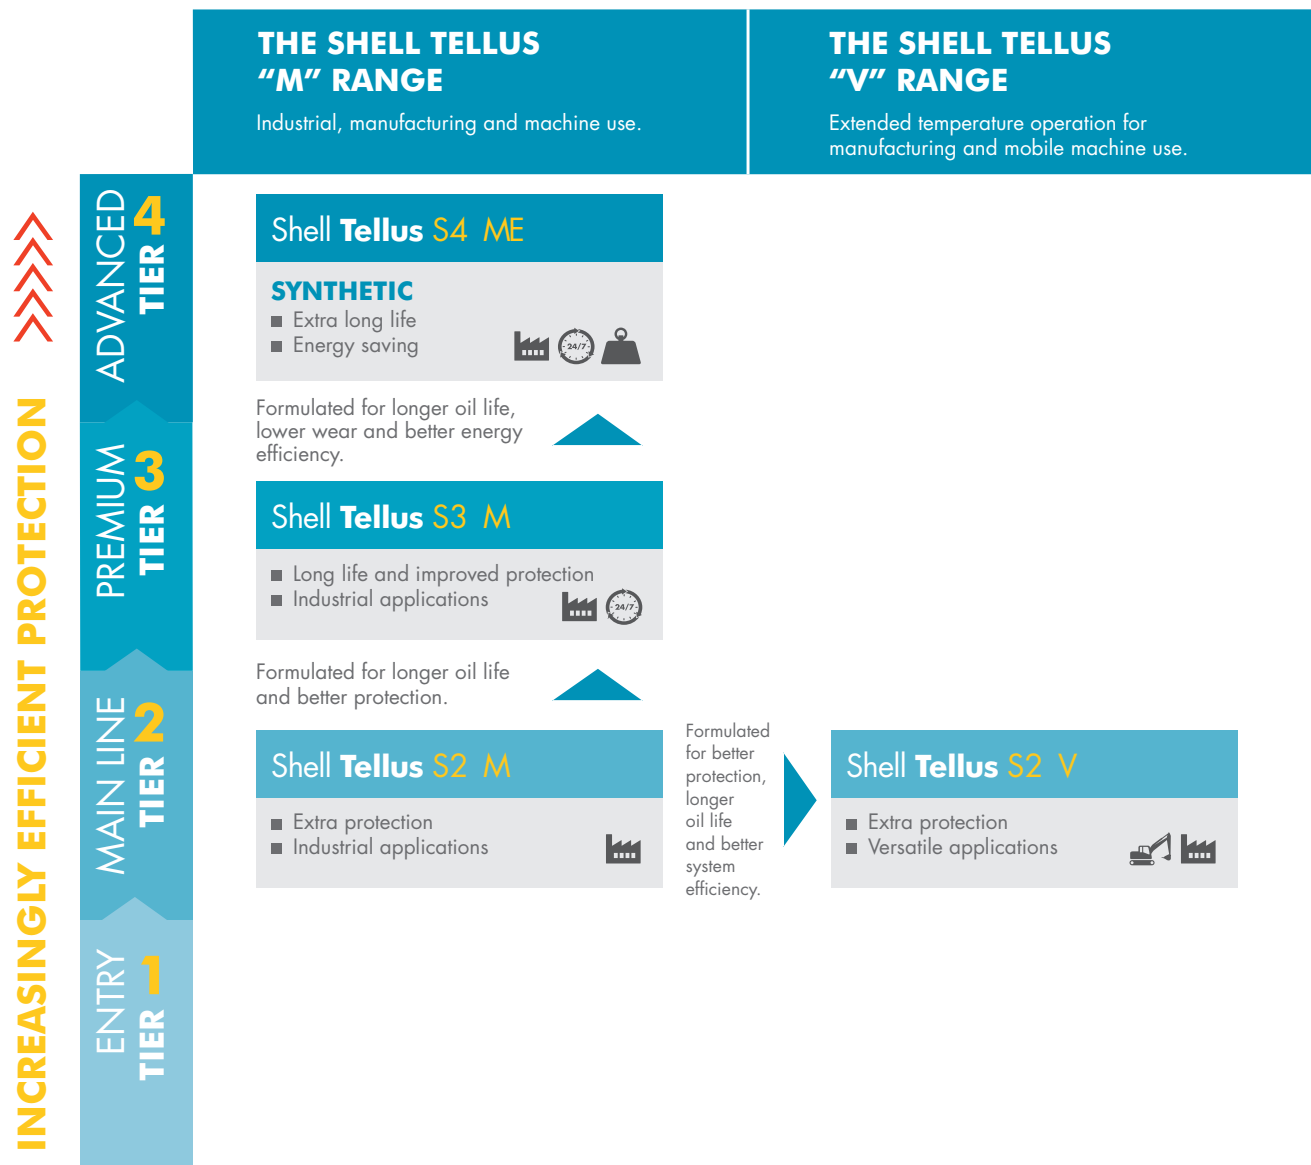 THE SHELL TELLUS
“M” RANGE
Industrial, manufacturing and machine use.
THE SHELL TELLUS
“V” RANGE
Extended temperature operation for
manufacturing and mobile machine use.
INCREASINGLY EFFICIENT PROTECTION
ADVANCED
TIER 4
Shell Tellus S4 ME
SYNTHETIC
Extra long life
Energy saving
24/7
Formulated for longer oil life,
lower wear and better energy
efficiency.
PREMIUM
TIER 3
Shell Tellus S3 M
Long life and improved protection
Industrial applications
24/7
Formulated for longer oil life
and better protection.
MAIN LINE
TIER 2
Shell Tellus S2 M
Extra protection
Industrial applications
Formulated
for better
protection,
longer
oil life
and better
system
efficiency.
Shell Tellus S2 V
Extra protection
Versatile applications
ENTRY
TIER 1